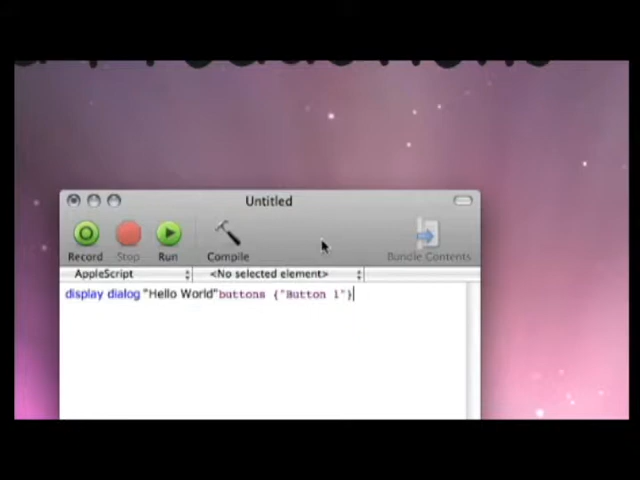 Untitled
Record Stop Run Compile Bundle Contents
AppleScript <No selected element>
display dialog "Hello World"buttons {"Button 1"}